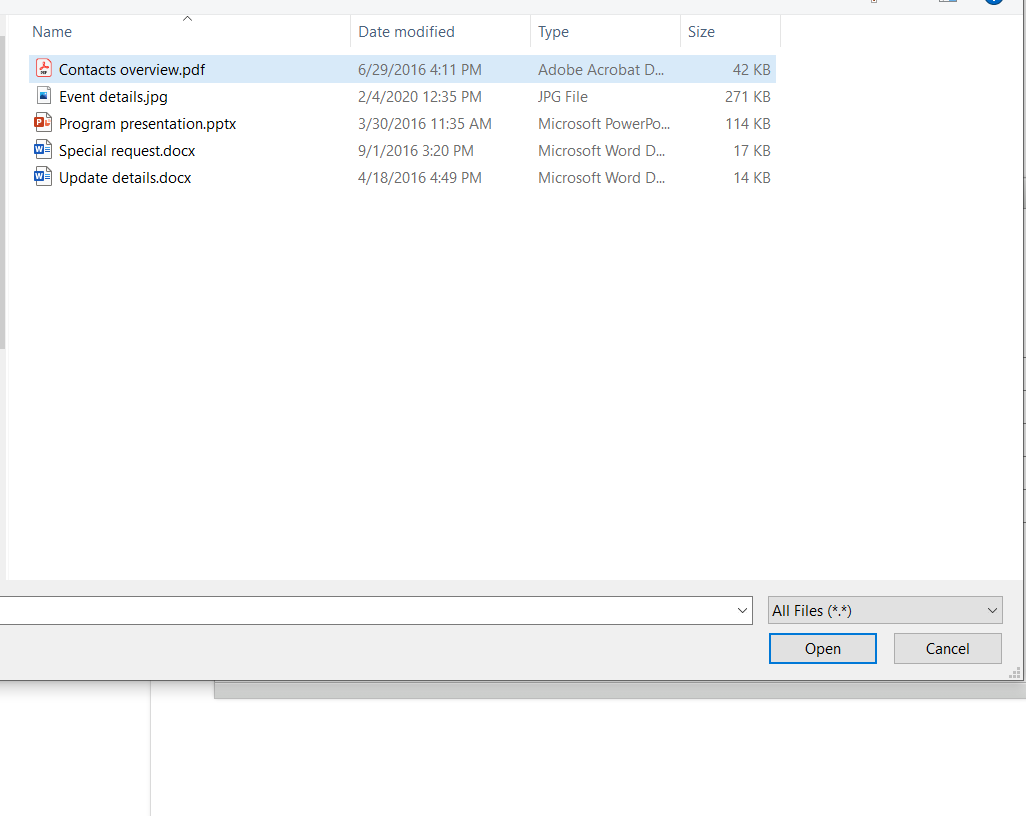 Name Date modified Type Size
Contacts overview.pdf 6/29/2016 4:11 PM Adobe Acrobat D... 42 KB
Event details.jpg 2/4/2020 12:35 PM JPG File 271 KB
Program presentation.pptx 3/30/2016 11:35 AM Microsoft PowerPo... 114 KB
Special request.docx 9/1/2016 3:20 PM Microsoft Word D... 17 KB
Update details.docx 4/18/2016 4:49 PM Microsoft Word D... 14 KB
All Files (*.*)
Open Cancel